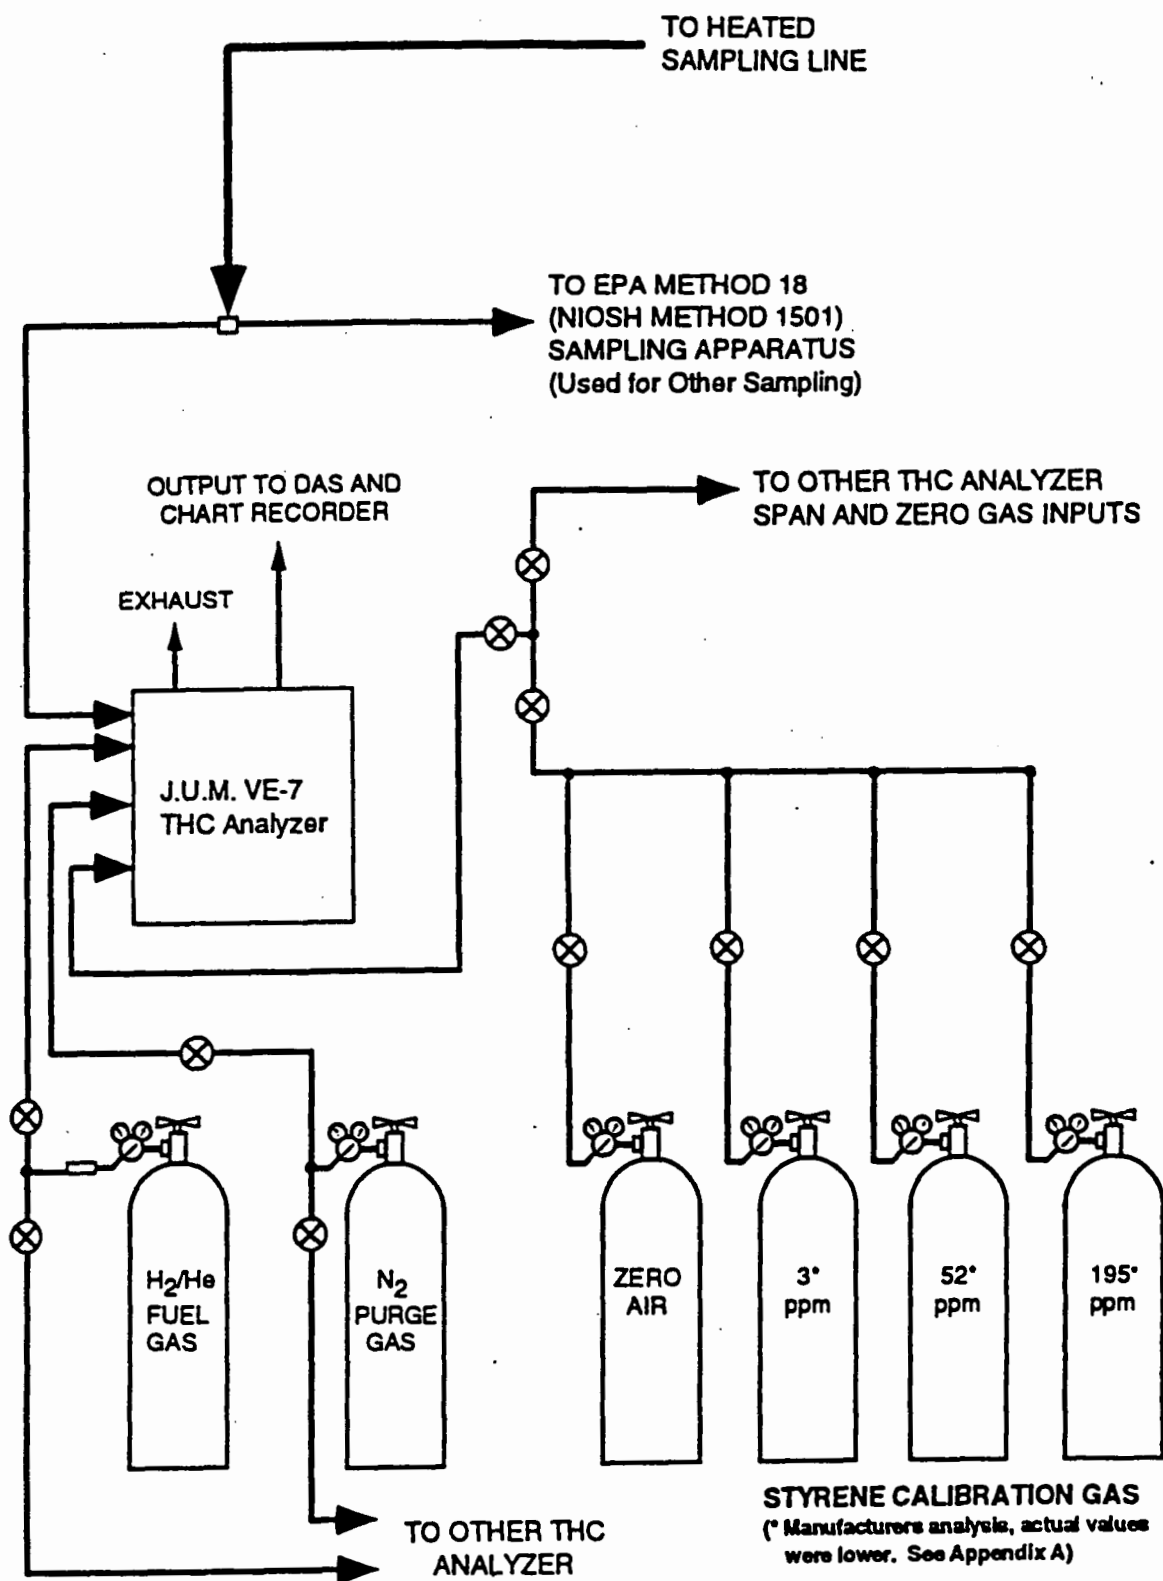 TO HEATED
SAMPLING LINE
TO EPA METHOD 18
(NIOSH METHOD 1501)
SAMPLING APPARATUS
(Used for Other Sampling)
OUTPUT TO DAS AND
CHART RECORDER
TO OTHER THC ANALYZER
SPAN AND ZERO GAS INPUTS
EXHAUST
J.U.M. VE-7
THC Analyzer
H2/He
FUEL
GAS
N2
PURGE
GAS
ZERO
AIR
3*
ppm
52*
ppm
195*
ppm
STYRENE CALIBRATION GAS
(* Manufacturers analysis, actual values
were lower. See Appendix A)
TO OTHER THC
ANALYZER